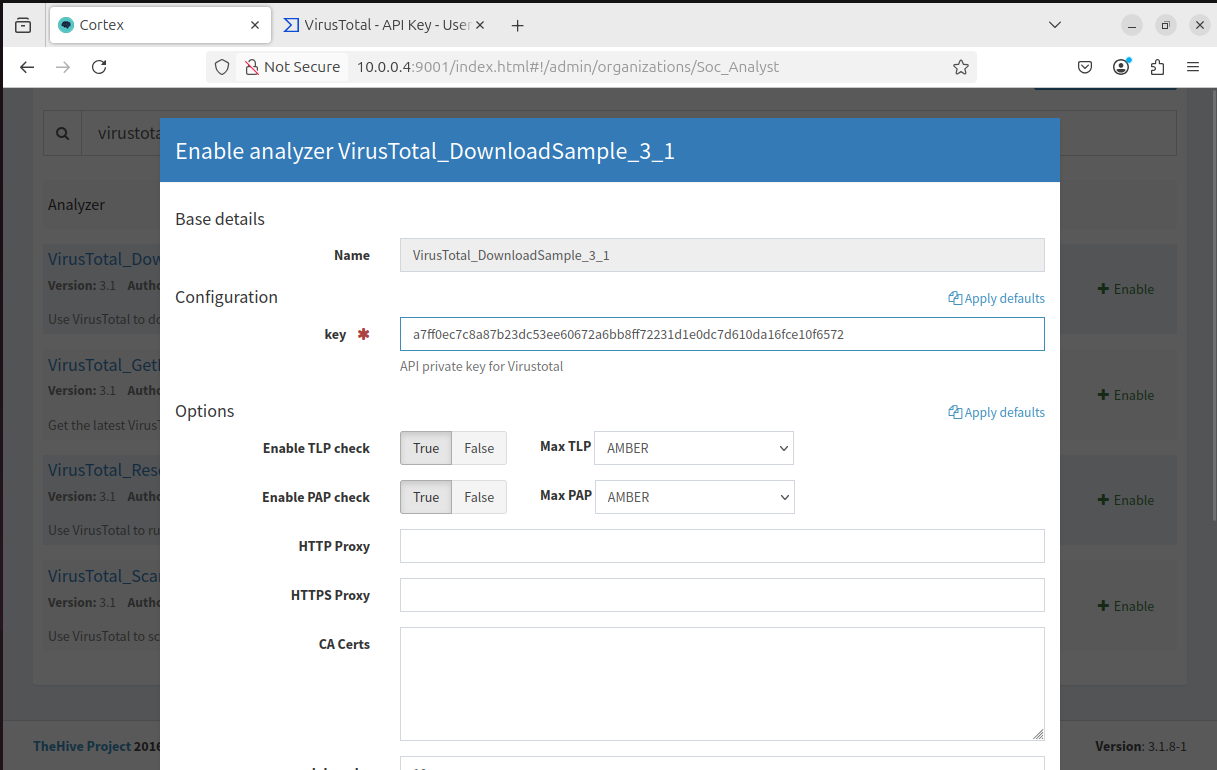 Cortex
VirusTotal - API Key - User
Not Secure 10.0.0.4:9001/index.html#!/admin/organizations/Soc_Analyst
virustota
Enable analyzer VirusTotal_DownloadSample_3_1
Analyzer
Base details
Name VirusTotal_DownloadSample_3_1
VirusTotal_Dow
Version: 3.1 Autho
Enable
Use VirusTotal to do
Configuration Apply defaults
key a7ff0ec7c8a87b23dc53ee60672a6bb8ff72231d1e0dc7d610da16fce10f6572
API private key for Virustotal
VirusTotal_Get
Version: 3.1 Autho
Enable
Get the latest VirusT
Options Apply defaults
Enable TLP check True False Max TLP AMBER
VirusTotal_Resc
Version: 3.1 Autho
Enable PAP check True False Max PAP AMBER
Enable
Use VirusTotal to ru
HTTP Proxy
VirusTotal_Scan
HTTPS Proxy
Version: 3.1 Autho
Enable
Use VirusTotal to sc
CA Certs
TheHive Project 2016
Version: 3.1.8-1